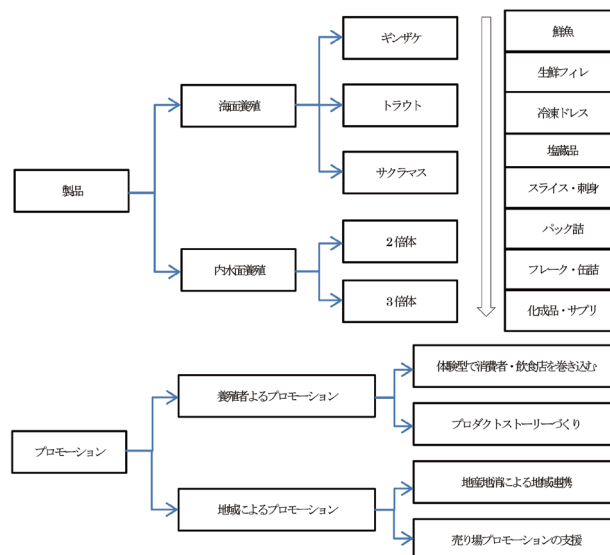 製品
海面養殖
ギンザケ
トラウト
サクラマス
内水面養殖
2倍体
3倍体
鮮魚
生鮮フィレ
冷凍ドレス
塩蔵品
スライス・刺身
パック詰
フレーク・缶詰
化成品・サプリ
プロモーション
養殖者よるプロモーション
体験型で消費者・飲食店を巻き込む
プロダクトストーリーづくり
地域によるプロモーション
地産地消による地域連携
売り場プロモーションの支援